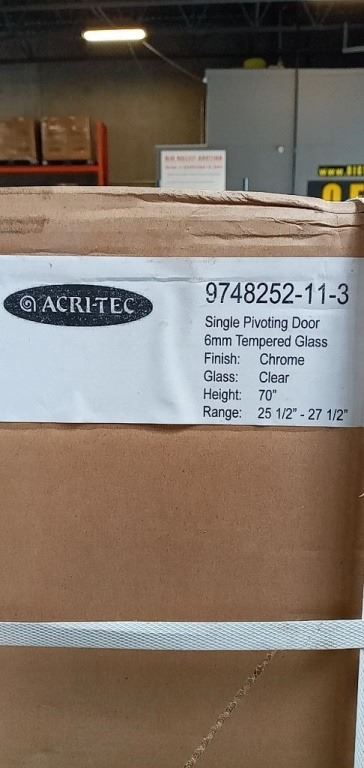 ACRI-TEC
9748252-11-3
Single Pivoting Door
6mm Tempered Glass
Finish: Chrome
Glass: Clear
Height: 70"
Range: 25 1/2" - 27 1/2"